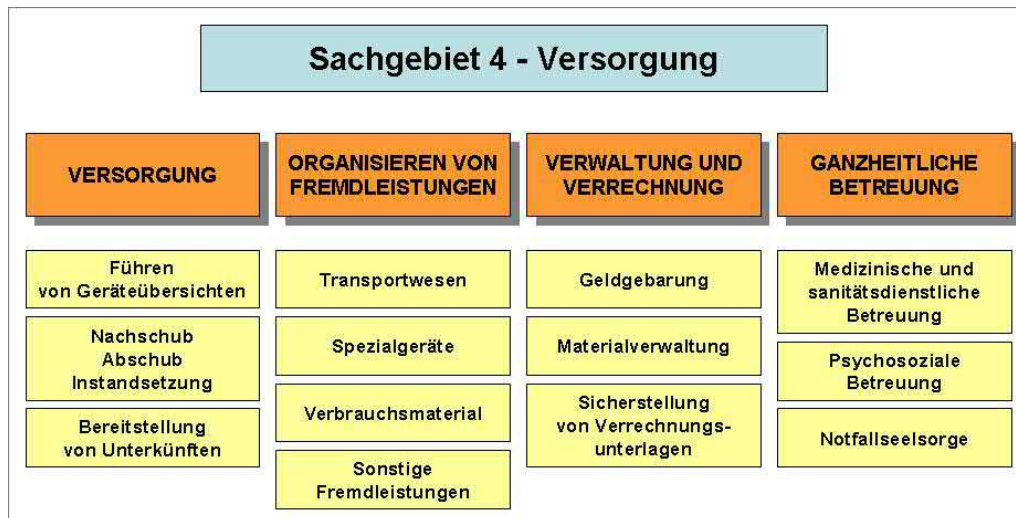 Sachgebiet 4 - Versorgung
VERSORGUNG
Führen
von Geräteübersichten
Nachschub
Abschub
Instandsetzung
Bereitstellung
von Unterkünften
ORGANISIEREN VON
FREMDLEISTUNGEN
Transportwesen
Spezialgeräte
Verbrauchsmaterial
Sonstige
Fremdleistungen
VERWALTUNG UND
VERRECHNUNG
Geldgebarung
Materialverwaltung
Sicherstellung
von Verrechnungs-
unterlagen
GANZHEITLICHE
BETREUUNG
Medizinische und
sanitätsdienstliche
Betreuung
Psychosoziale
Betreuung
Notfallseelsorge